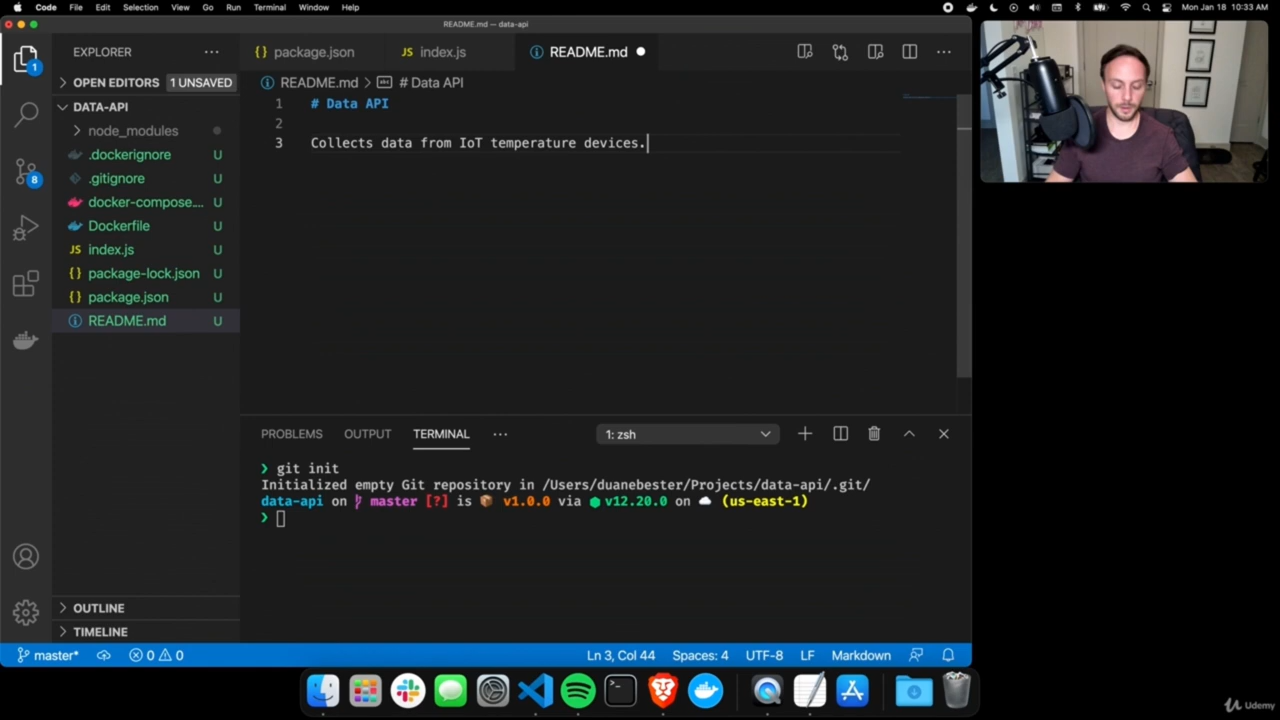 Code File Edit Selection View Go Run Terminal Window Help Mon Jan 18 10:33 AM
README.md — data-api
EXPLORER
package.json
JS index.js
README.md
OPEN EDITORS 1 UNSAVED
README.md > # Data API
DATA-API
1 # Data API
node_modules
2
3 Collects data from IoT temperature devices.
.dockerignore U
.gitignore U
docker-compose.... U
Dockerfile U
JS index.js U
{} package-lock.json U
{} package.json U
README.md U
1
8
PROBLEMS OUTPUT TERMINAL 1: zsh
❯ git init
Initialized empty Git repository in /Users/duanebester/Projects/data-api/.git/
data-api on master [?] is v1.0.0 via v12.20.0 on (us-east-1)
❯
OUTLINE
TIMELINE
master* 0 0 Ln 3, Col 44 Spaces: 4 UTF-8 LF Markdown
Udemy